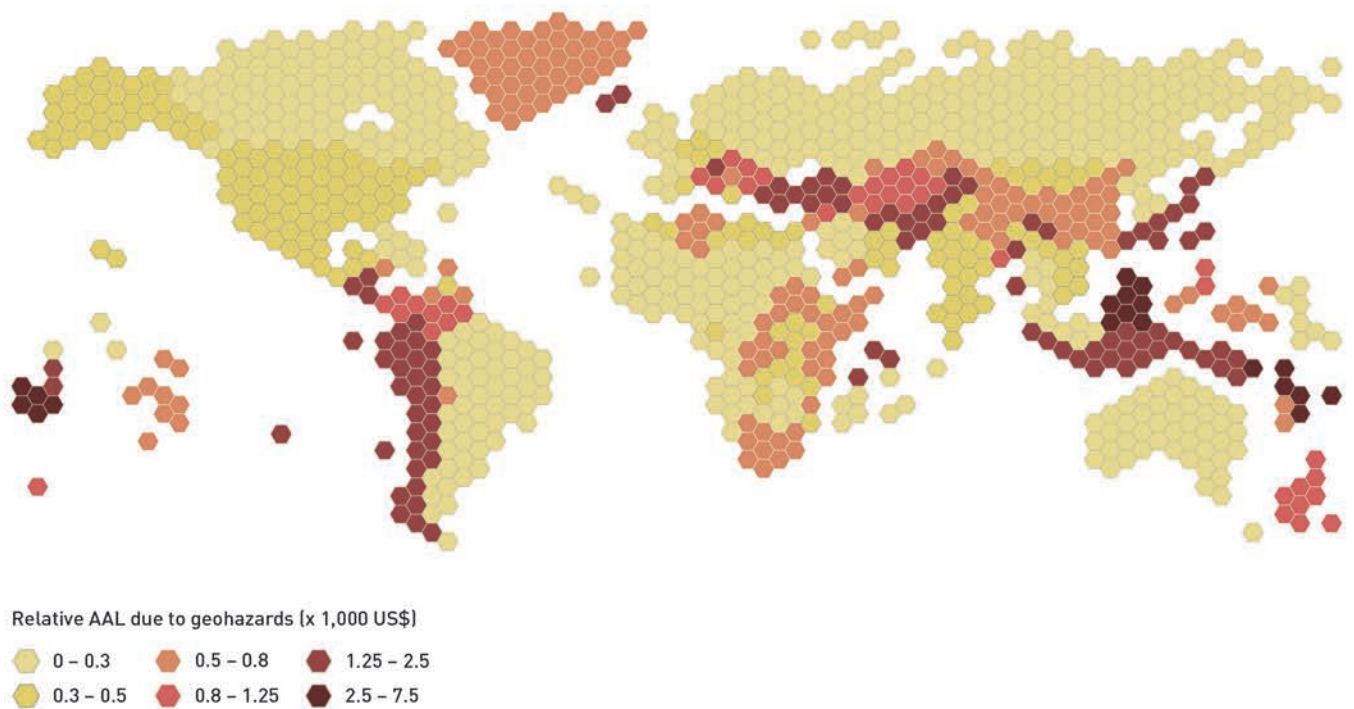 Relative AAL due to geohazards (x 1,000 US$)
0 – 0.3 0.5 – 0.8 1.25 – 2.5
0.3 – 0.5 0.8 – 1.25 2.5 – 7.5